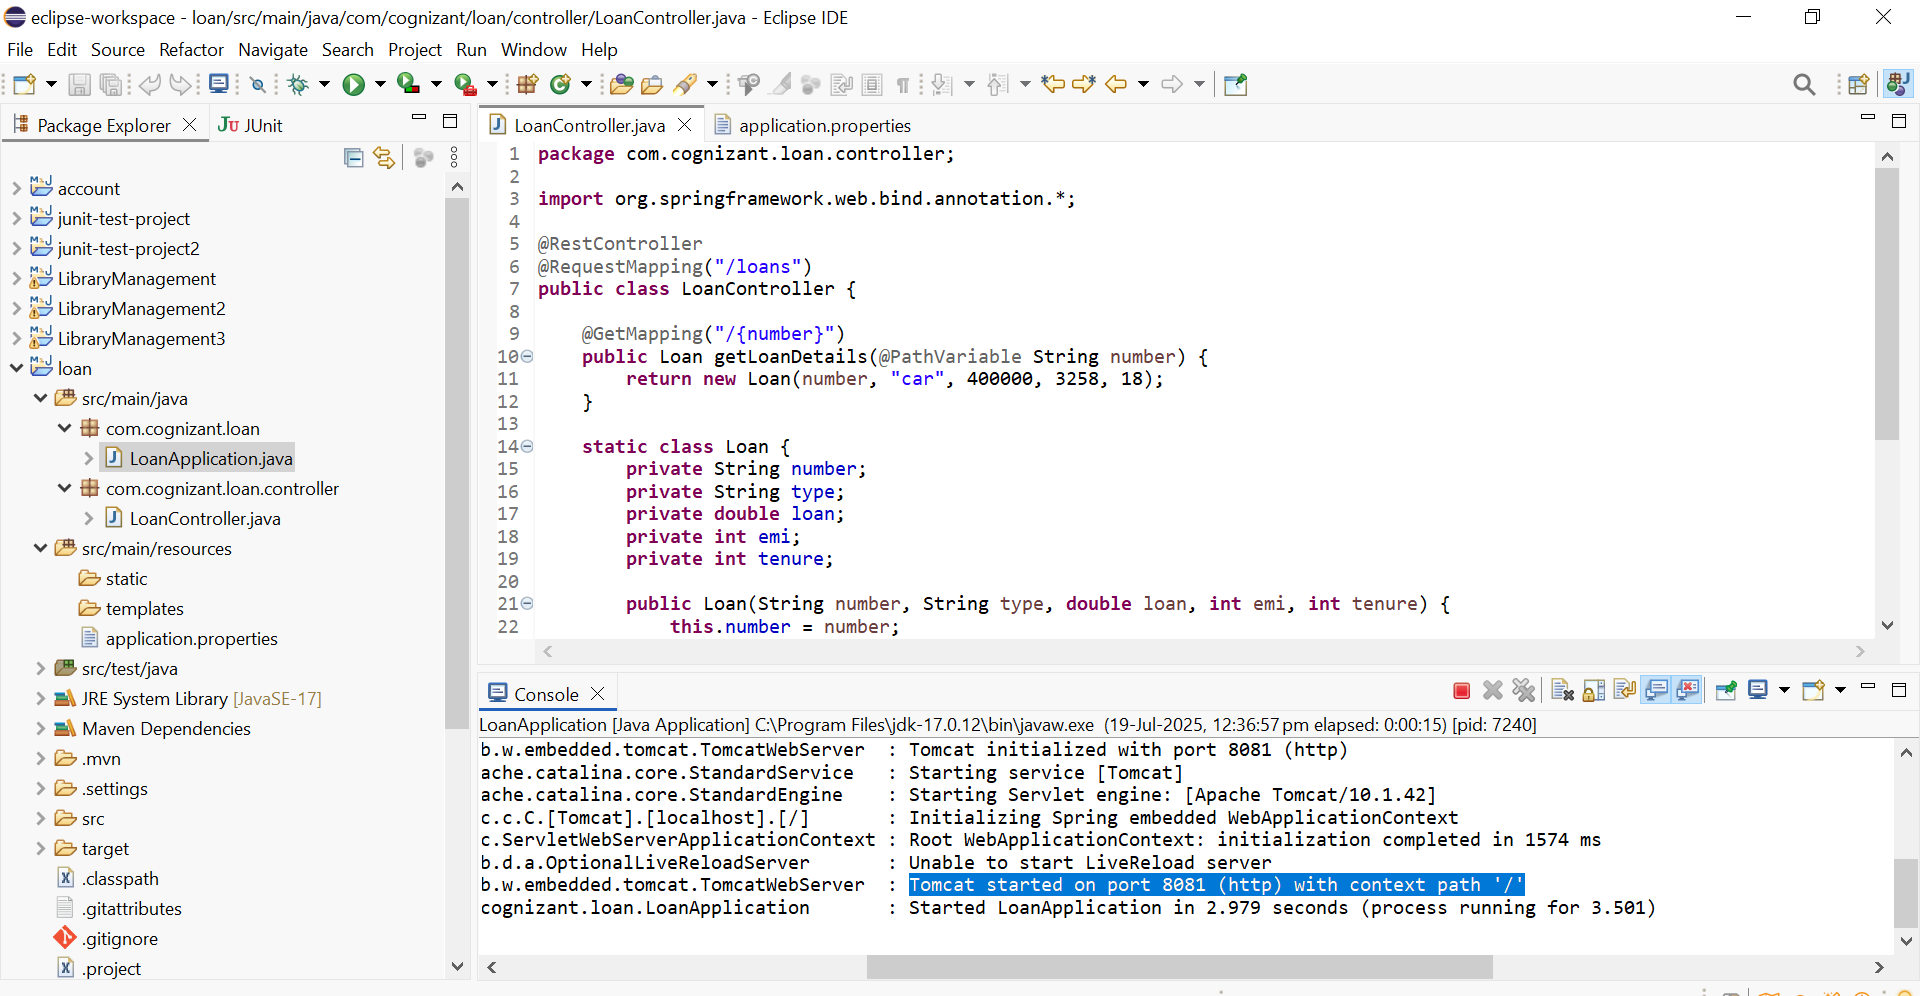 eclipse-workspace - loan/src/main/java/com/cognizant/loan/controller/LoanController.java - Eclipse IDE
File Edit Source Refactor Navigate Search Project Run Window Help
Package Explorer
JUnit
account
junit-test-project
junit-test-project2
LibraryManagement
LibraryManagement2
LibraryManagement3
loan
src/main/java
com.cognizant.loan
LoanApplication.java
com.cognizant.loan.controller
LoanController.java
src/main/resources
static
templates
application.properties
src/test/java
JRE System Library [JavaSE-17]
Maven Dependencies
.mvn
.settings
src
target
.classpath
.gitattributes
.gitignore
.project
LoanController.java
application.properties
1 package com.cognizant.loan.controller;
2
3 import org.springframework.web.bind.annotation.*;
4
5 @RestController
6 @RequestMapping("/loans")
7 public class LoanController {
8
9 @GetMapping("/{number}")
10 public Loan getLoanDetails(@PathVariable String number) {
11 return new Loan(number, "car", 400000, 3258, 18);
12 }
13
14 static class Loan {
15 private String number;
16 private String type;
17 private double loan;
18 private int emi;
19 private int tenure;
20
21 public Loan(String number, String type, double loan, int emi, int tenure) {
22 this.number = number;
Console
LoanApplication [Java Application] C:\Program Files\jdk-17.0.12\bin\javaw.exe (19-Jul-2025, 12:36:57 pm elapsed: 0:00:15) [pid: 7240]
b.w.embedded.tomcat.TomcatWebServer : Tomcat initialized with port 8081 (http)
ache.catalina.core.StandardService : Starting service [Tomcat]
ache.catalina.core.StandardEngine : Starting Servlet engine: [Apache Tomcat/10.1.42]
c.c.C.[Tomcat].[localhost].[/] : Initializing Spring embedded WebApplicationContext
c.ServletWebServerApplicationContext : Root WebApplicationContext: initialization completed in 1574 ms
b.d.a.OptionalLiveReloadServer : Unable to start LiveReload server
b.w.embedded.tomcat.TomcatWebServer : Tomcat started on port 8081 (http) with context path '/'
cognizant.loan.LoanApplication : Started LoanApplication in 2.979 seconds (process running for 3.501)